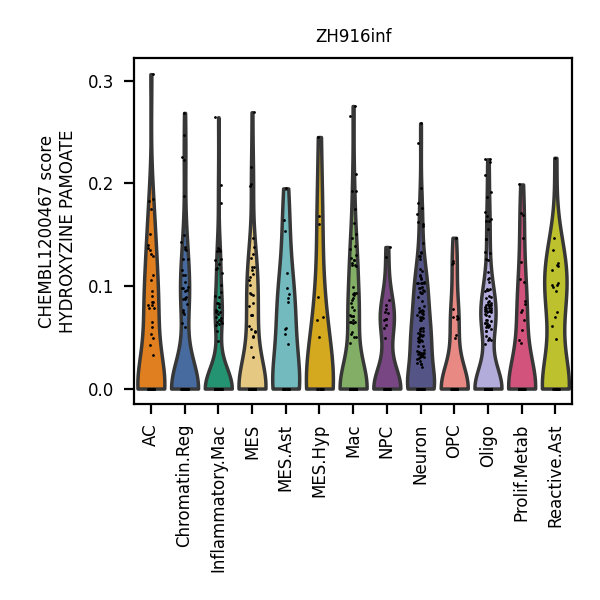 ZH916inf
CHEMBL1200467 score
HYDROXYZINE PAMOATE
0.3
0.2
0.1
0.0
AC
Chromatin.Reg
Inflammatory.Mac
MES
MES.Ast
MES.Hyp
Mac
NPC
Neuron
OPC
Oligo
Prolif.Metab
Reactive.Ast